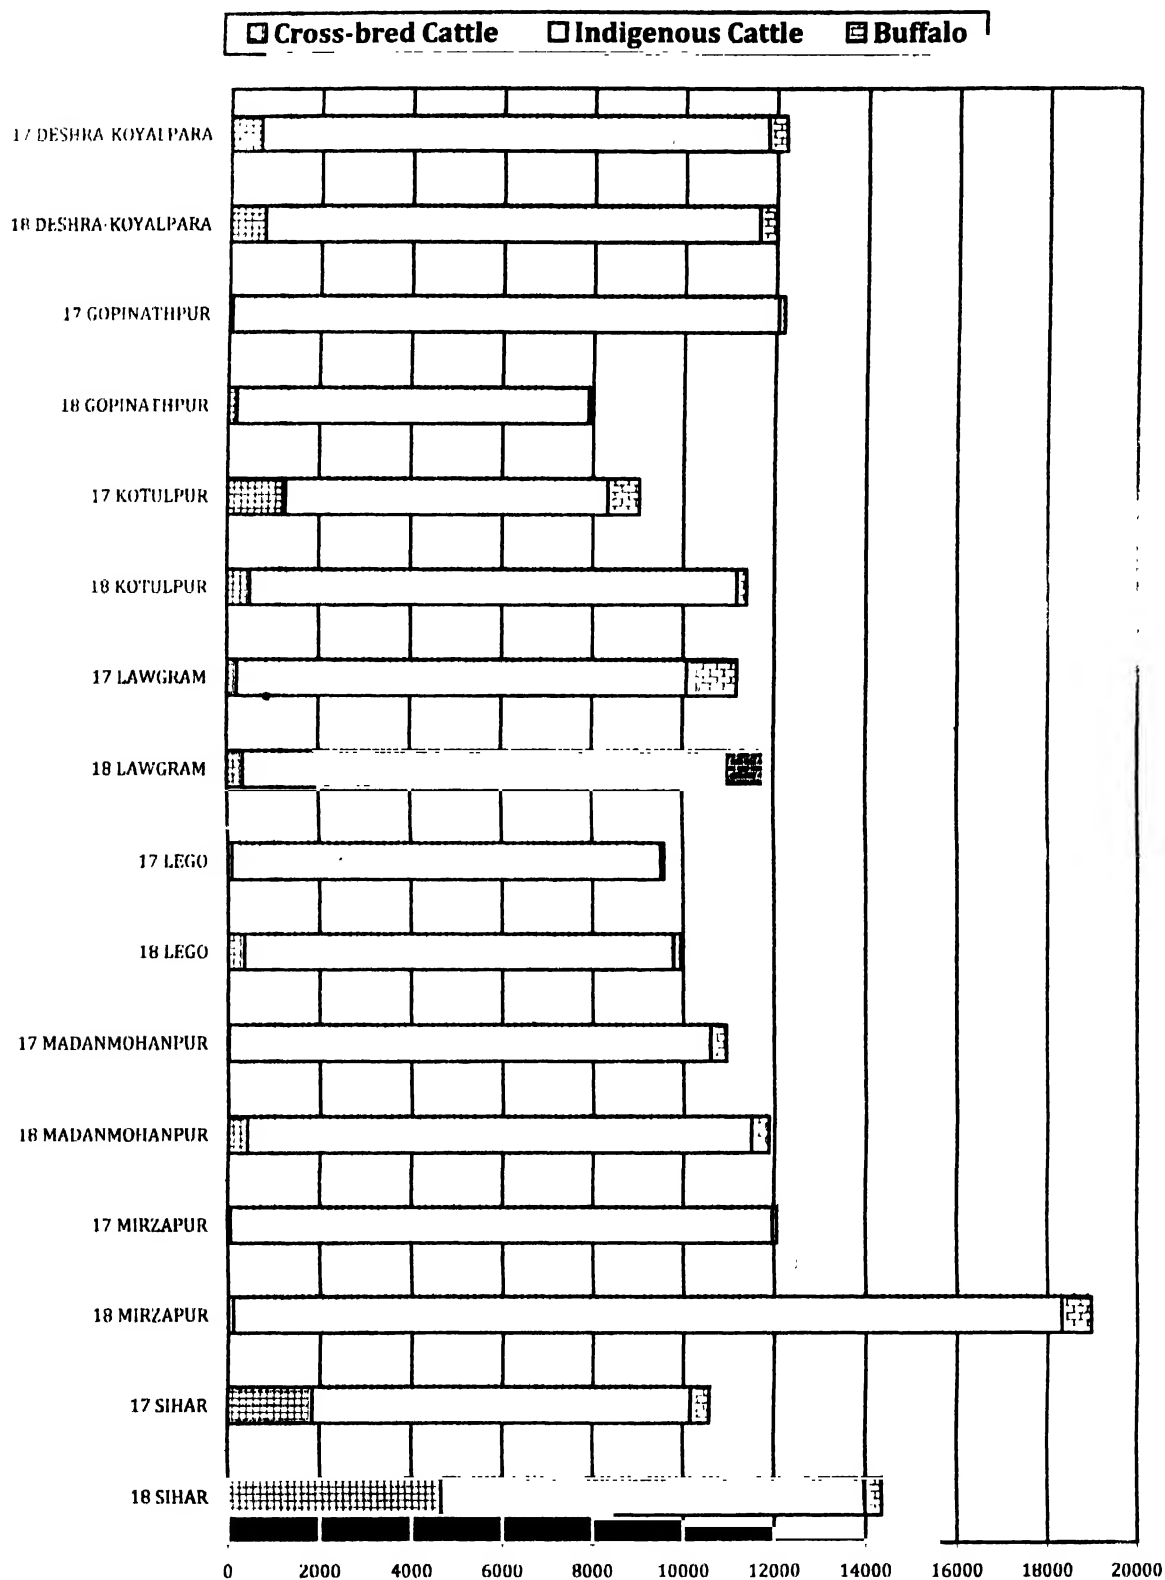 Cross-bred Cattle Indigenous Cattle Buffalo
17 DESHRA-KOYALPARA
18 DESHRA-KOYALPARA
17 GOPINATHPUR
18 GOPINATHPUR
17 KOTULPUR
18 KOTULPUR
17 LAWGRAM
18 LAWGRAM
17 LEGO
18 LEGO
17 MADANMOHANPUR
18 MADANMOHANPUR
17 MIRZAPUR
18 MIRZAPUR
17 SIHAR
18 SIHAR
0 2000 4000 6000 8000 10000 12000 14000 16000 18000 20000